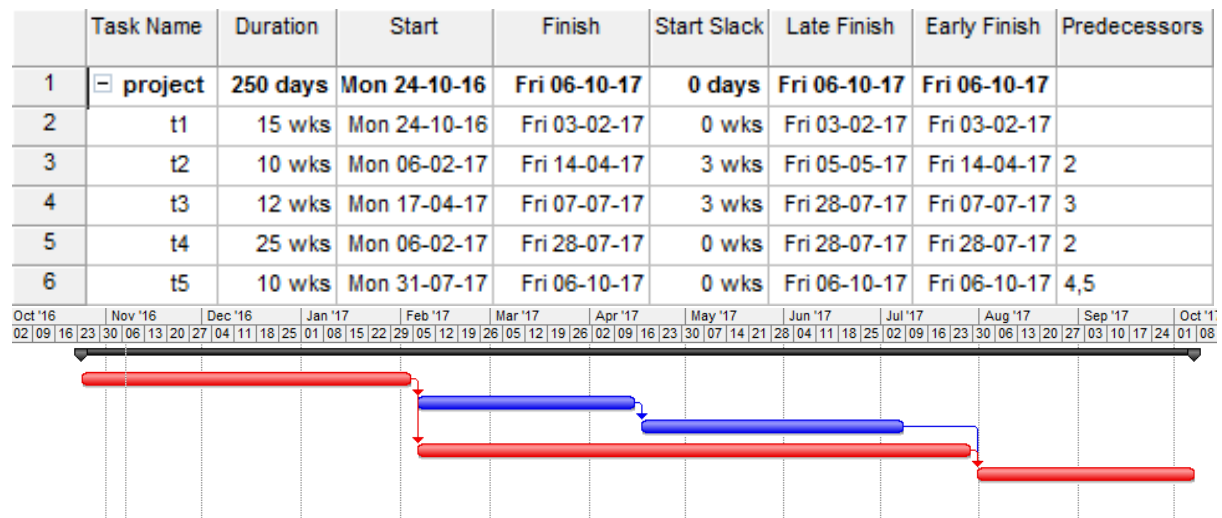 Task Name Duration Start Finish Start Slack Late Finish Early Finish Predecessors
1 project 250 days Mon 24-10-16 Fri 06-10-17 0 days Fri 06-10-17 Fri 06-10-17
2 t1 15 wks Mon 24-10-16 Fri 03-02-17 0 wks Fri 03-02-17 Fri 03-02-17
3 t2 10 wks Mon 06-02-17 Fri 14-04-17 3 wks Fri 05-05-17 Fri 14-04-17 2
4 t3 12 wks Mon 17-04-17 Fri 07-07-17 3 wks Fri 28-07-17 Fri 07-07-17 3
5 t4 25 wks Mon 06-02-17 Fri 28-07-17 0 wks Fri 28-07-17 Fri 28-07-17 2
6 t5 10 wks Mon 31-07-17 Fri 06-10-17 0 wks Fri 06-10-17 Fri 06-10-17 4,5
Oct '16 Nov '16 Dec '16 Jan '17 Feb '17 Mar '17 Apr '17 May '17 Jun '17 Jul '17 Aug '17 Sep '17 Oct '1
02 09 16 23 30 06 13 20 27 04 11 18 25 01 08 15 22 29 05 12 19 26 05 12 19 26 02 09 16 23 30 07 14 21 28 04 11 18 25 02 09 16 23 30 06 13 20 27 03 10 17 24 01 08